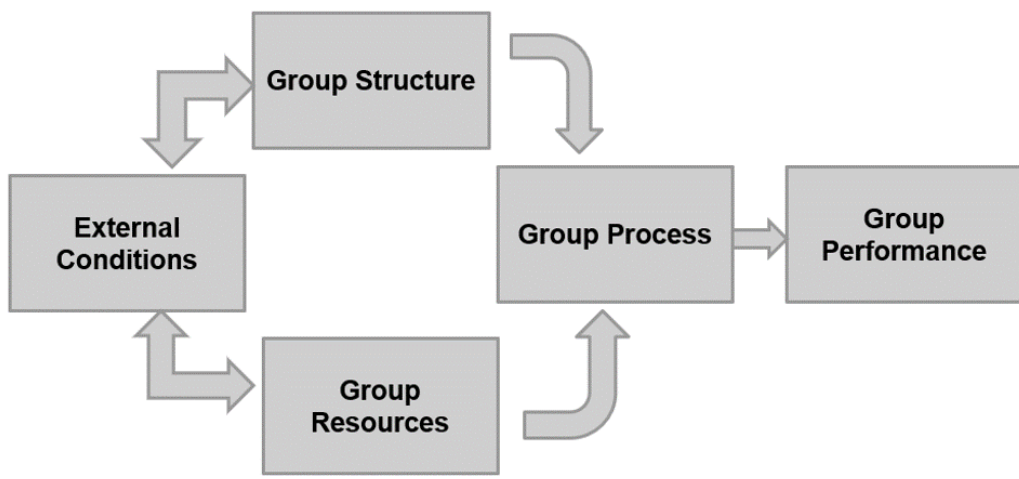 Group Structure
External
Conditions
Group Process
Group
Performance
Group
Resources